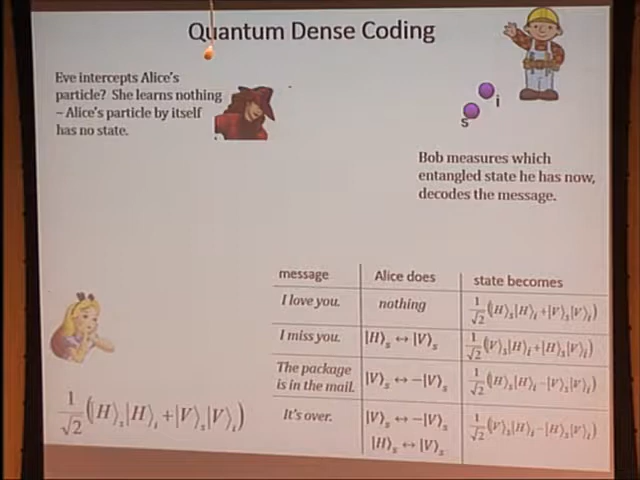 Quantum Dense Coding
Eve intercepts Alice's
particle? She learns nothing
– Alice's particle by itself
has no state.
s
i
Bob measures which
entangled state he has now,
decodes the message.
message Alice does state becomes
I love you. nothing 1/√2 (|H⟩ₛ|H⟩ᵢ+|V⟩ₛ|V⟩ᵢ)
I miss you. |H⟩ₛ ↔ |V⟩ₛ 1/√2 (|V⟩ₛ|H⟩ᵢ+|H⟩ₛ|V⟩ᵢ)
The package
is in the mail. |V⟩ₛ ↔ −|V⟩ₛ 1/√2 (|H⟩ₛ|H⟩ᵢ−|V⟩ₛ|V⟩ᵢ)
It's over. |V⟩ₛ ↔ −|V⟩ₛ 1/√2 (|V⟩ₛ|H⟩ᵢ−|H⟩ₛ|V⟩ᵢ)
|H⟩ₛ ↔ |V⟩ₛ
1/√2 (|H⟩ₛ|H⟩ᵢ+|V⟩ₛ|V⟩ᵢ)